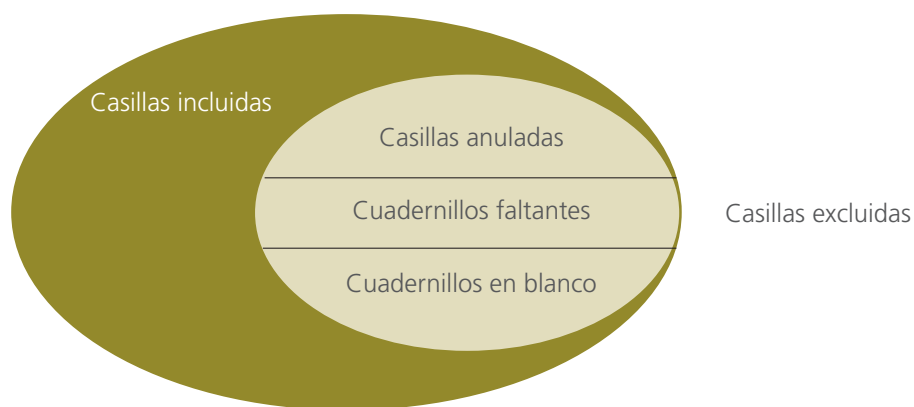 Casillas incluidas
Casillas anuladas
Cuadernillos faltantes
Casillas excluidas
Cuadernillos en blanco